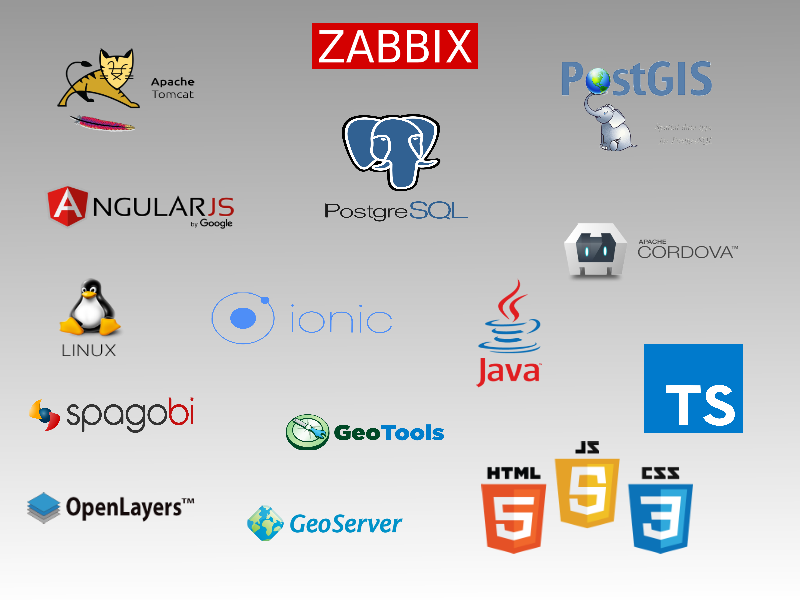 ZABBIX
Apache
Tomcat
PostGIS
PostgreSQL
ANGULARJS
by Google
APACHE
CORDOVA™
LINUX
ionic
Java™
TS
spagobi
GeoTools
JS
HTML
CSS
5
5
3
OpenLayers™
GeoServer